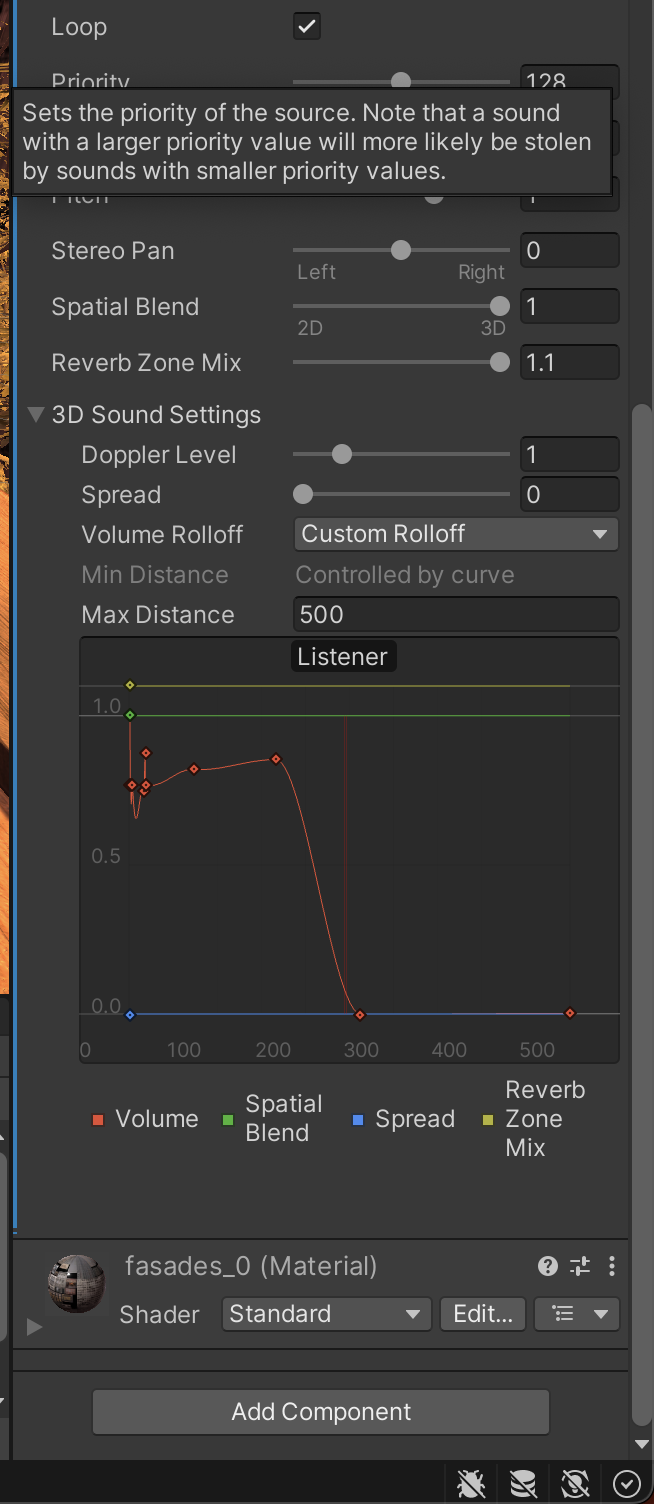 Loop
Priority 128
Sets the priority of the source. Note that a sound
with a larger priority value will more likely be stolen
by sounds with smaller priority values.
Pitch 1
Stereo Pan 0
Left Right
Spatial Blend 1
2D 3D
Reverb Zone Mix 1.1
3D Sound Settings
Doppler Level 1
Spread 0
Volume Rolloff Custom Rolloff
Min Distance Controlled by curve
Max Distance 500
Listener
1.0
0.5
0.0
0 100 200 300 400 500
Volume
Spatial
Blend
Spread
Reverb
Zone
Mix
fasades_0 (Material)
Shader Standard Edit...
Add Component